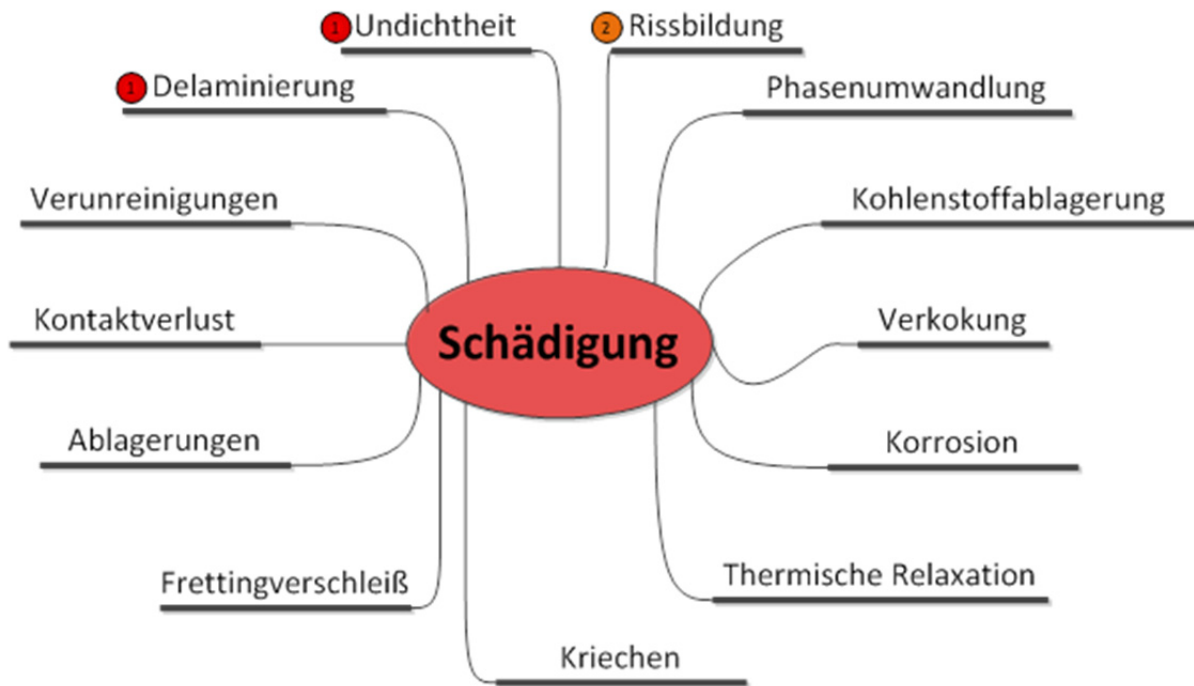 1 Undichtheit
2 Rissbildung
1 Delaminierung
Phasenumwandlung
Verunreinigungen
Kohlenstoffablagerung
Kontaktverlust
Schädigung
Verkokung
Ablagerungen
Korrosion
Frettingverschleiß
Thermische Relaxation
Kriechen